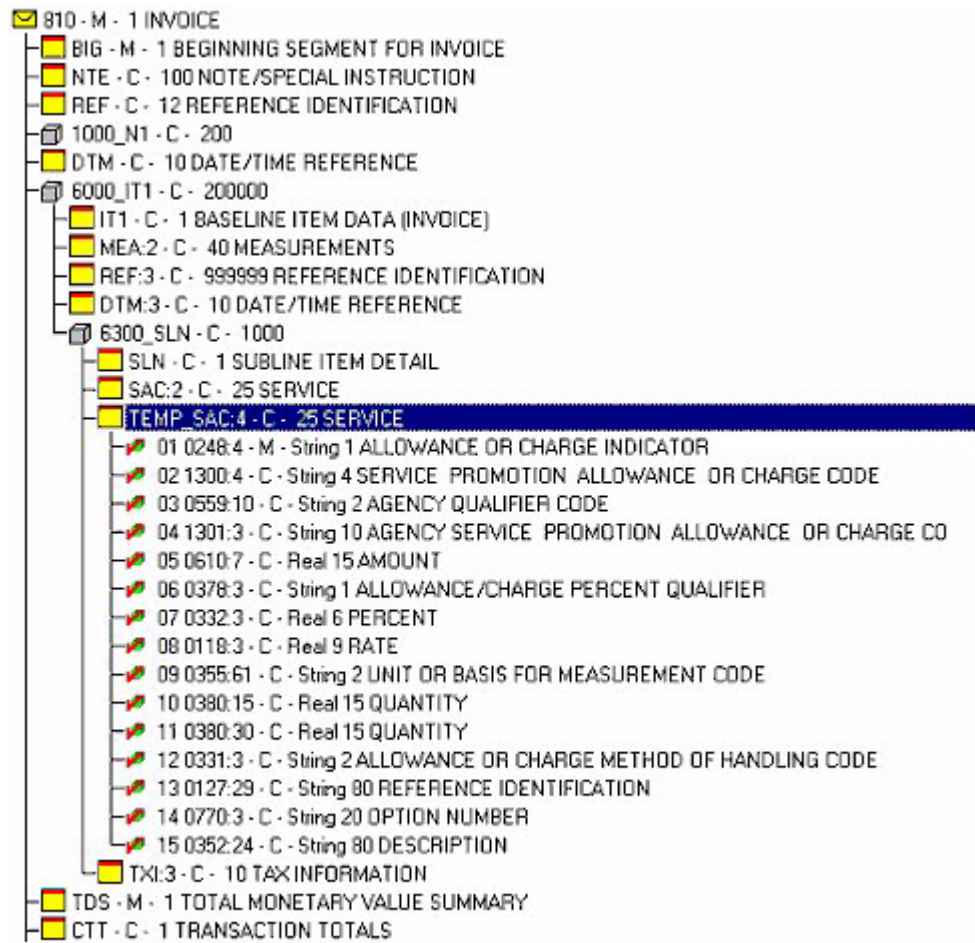 810 - M - 1 INVOICE
BIG - M - 1 BEGINNING SEGMENT FOR INVOICE
NTE - C - 100 NOTE/SPECIAL INSTRUCTION
REF - C - 12 REFERENCE IDENTIFICATION
1000_N1 - C - 200
DTM - C - 10 DATE/TIME REFERENCE
6000_IT1 - C - 200000
IT1 - C - 1 BASELINE ITEM DATA (INVOICE)
MEA:2 - C - 40 MEASUREMENTS
REF:3 - C - 999999 REFERENCE IDENTIFICATION
DTM:3 - C - 10 DATE/TIME REFERENCE
6300_SLN - C - 1000
SLN - C - 1 SUBLINE ITEM DETAIL
SAC:2 - C - 25 SERVICE
TEMP_SAC:4 - C - 25 SERVICE
01 0248:4 - M - String 1 ALLOWANCE OR CHARGE INDICATOR
02 1300:4 - C - String 4 SERVICE PROMOTION ALLOWANCE OR CHARGE CODE
03 0559:10 - C - String 2 AGENCY QUALIFIER CODE
04 1301:3 - C - String 10 AGENCY SERVICE PROMOTION ALLOWANCE OR CHARGE CO
05 0610:7 - C - Real 15 AMOUNT
06 0378:3 - C - String 1 ALLOWANCE/CHARGE PERCENT QUALIFIER
07 0332:3 - C - Real 6 PERCENT
08 0118:3 - C - Real 9 RATE
09 0355:61 - C - String 2 UNIT OR BASIS FOR MEASUREMENT CODE
10 0380:15 - C - Real 15 QUANTITY
11 0380:30 - C - Real 15 QUANTITY
12 0331:3 - C - String 2 ALLOWANCE OR CHARGE METHOD OF HANDLING CODE
13 0127:29 - C - String 80 REFERENCE IDENTIFICATION
14 0770:3 - C - String 20 OPTION NUMBER
15 0352:24 - C - String 80 DESCRIPTION
TXI:3 - C - 10 TAX INFORMATION
TDS - M - 1 TOTAL MONETARY VALUE SUMMARY
CTT - C - 1 TRANSACTION TOTALS